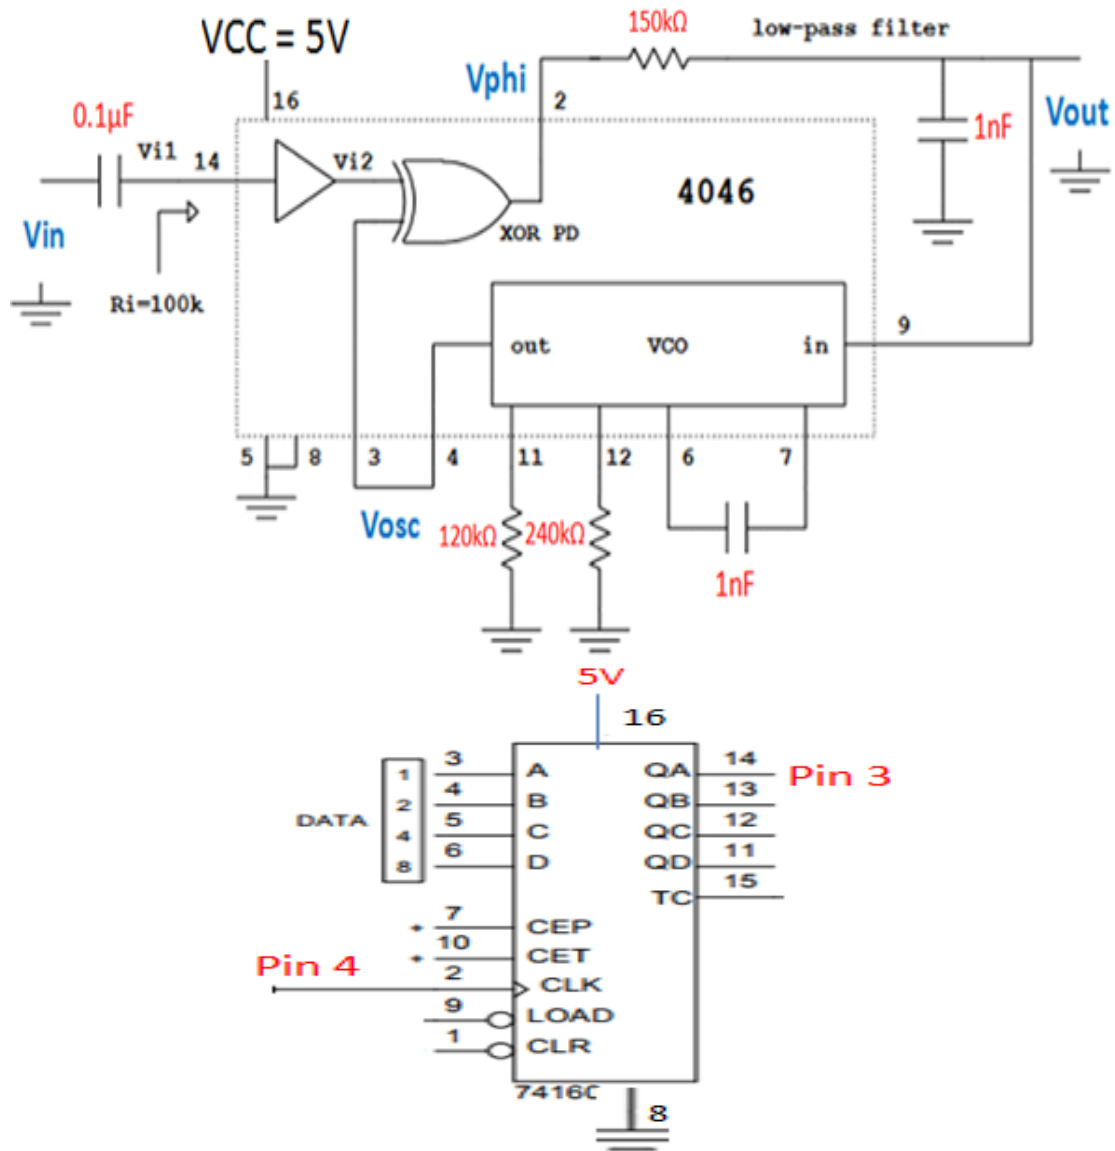 150kΩ
low-pass filter
VCC = 5V
Vphi
2
16
0.1µF
1nF
Vout
Vi1
14
Vi2
4046
Vin
XOR PD
Ri=100k
9
out
VCO
in
5
8
3
4
11
12
6
7
Vosc
120kΩ
240kΩ
1nF
5V
16
3
A
QA
14
Pin 3
1
4
B
QB
13
2
DATA
5
C
QC
12
4
6
D
QD
11
8
15
TC
7
CEP
+
10
CET
+
Pin 4
2
CLK
9
LOAD
1
CLR
8